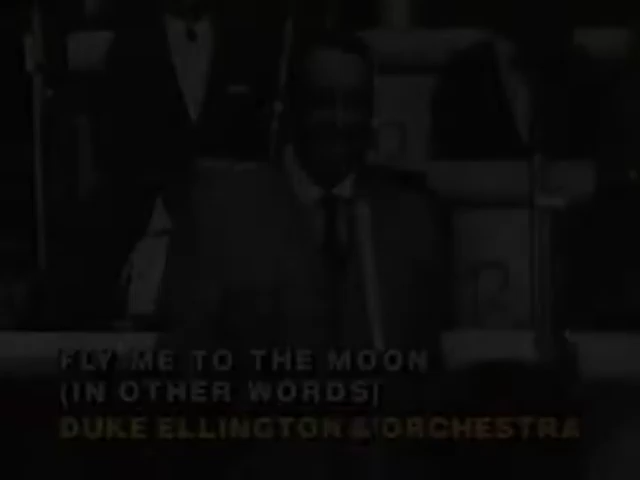 FLY ME TO THE MOON
(IN OTHER WORDS)
DUKE ELLINGTON & ORCHESTRA